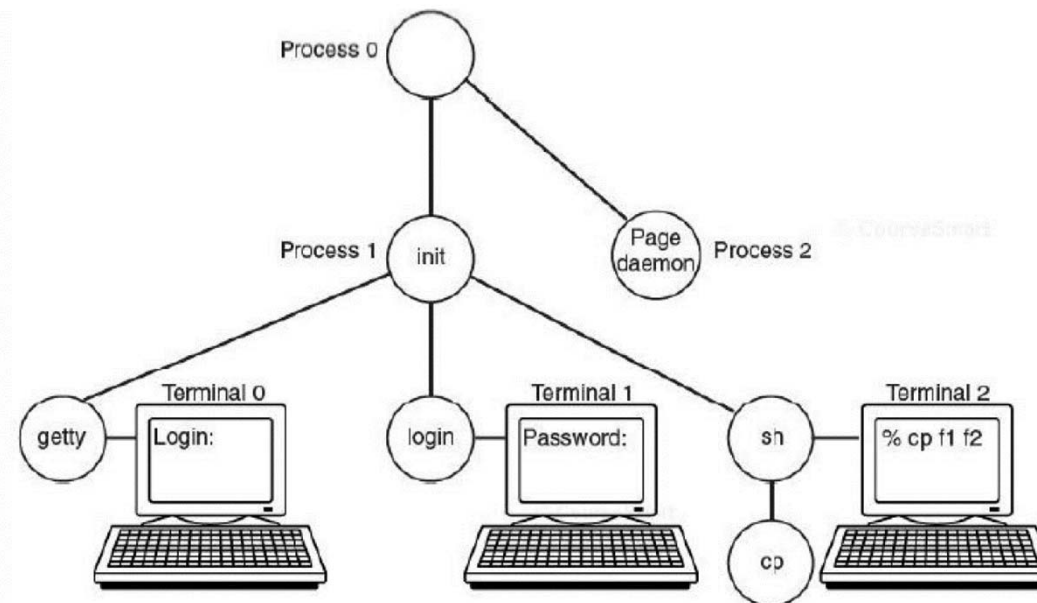 Process 0
Process 1
init
Page
daemon
Process 2
© CourseSmart
Terminal 0
Terminal 1
Terminal 2
getty
Login:
login
Password:
sh
% cp f1 f2
cp